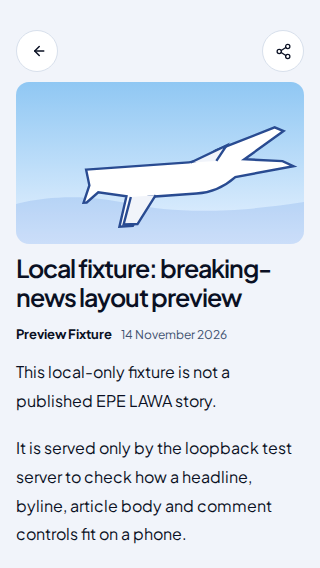 Local fixture: breaking-
news layout preview
Preview Fixture 14 November 2026
This local-only fixture is not a
published EPE LAWA story.
It is served only by the loopback test
server to check how a headline,
byline, article body and comment
controls fit on a phone.